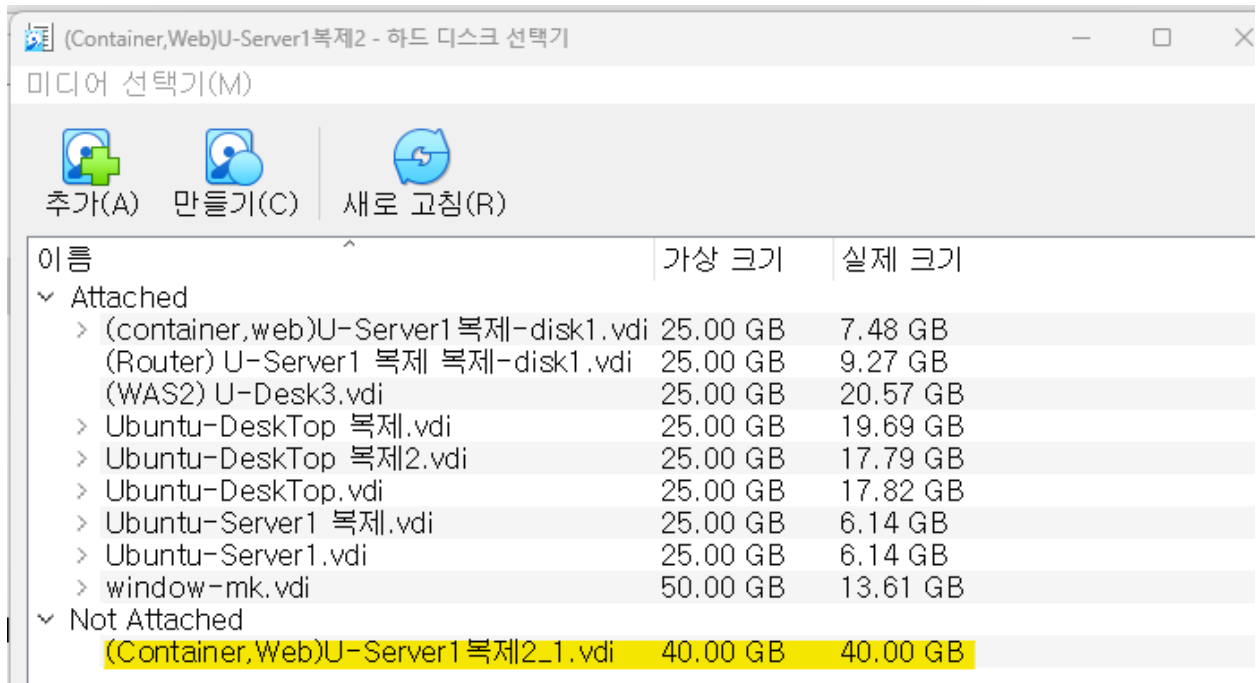 (Container,Web)U-Server1복제2 - 하드 디스크 선택기
미디어 선택기(M)
추가(A) 만들기(C) 새로 고침(R)
이름 가상 크기 실제 크기
Attached
(container,web)U-Server1복제-disk1.vdi 25.00 GB 7.48 GB
(Router) U-Server1 복제 복제-disk1.vdi 25.00 GB 9.27 GB
(WAS2) U-Desk3.vdi 25.00 GB 20.57 GB
Ubuntu-DeskTop 복제.vdi 25.00 GB 19.69 GB
Ubuntu-DeskTop 복제2.vdi 25.00 GB 17.79 GB
Ubuntu-DeskTop.vdi 25.00 GB 17.82 GB
Ubuntu-Server1 복제.vdi 25.00 GB 6.14 GB
Ubuntu-Server1.vdi 25.00 GB 6.14 GB
window-mk.vdi 50.00 GB 13.61 GB
Not Attached
(Container,Web)U-Server1복제2_1.vdi 40.00 GB 40.00 GB